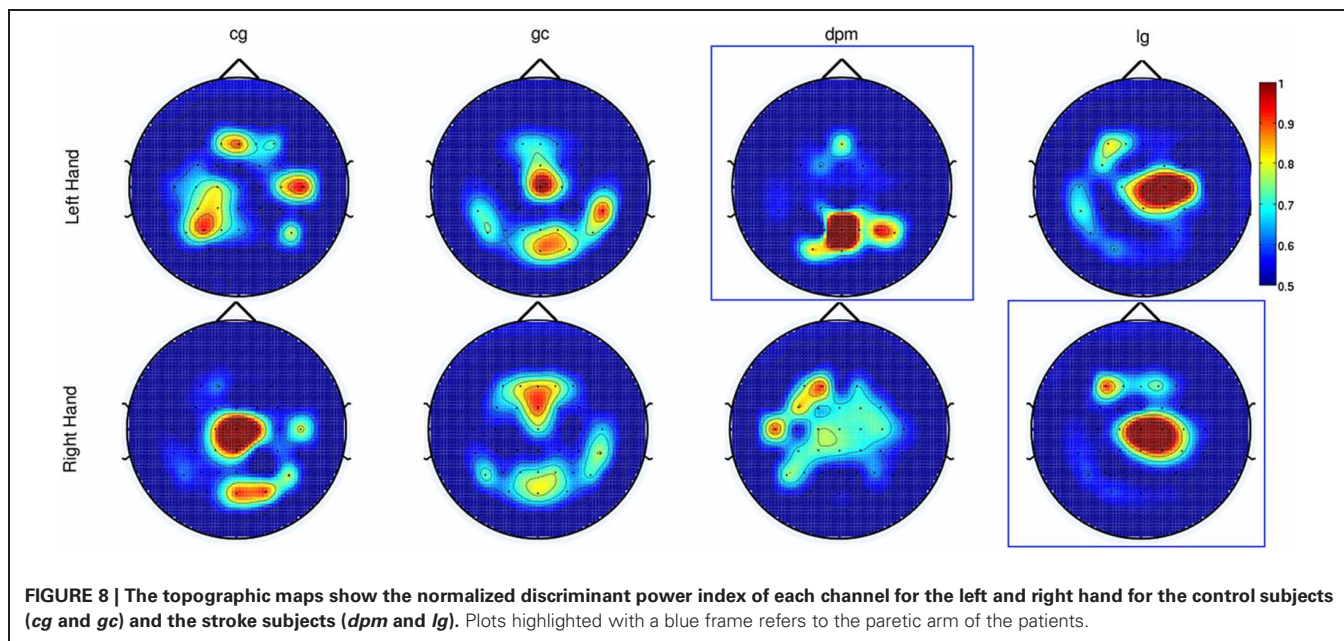 cg gc dpm lg
Left Hand
1
0.9
0.8
0.7
0.6
0.5
Right Hand
FIGURE 8 | The topographic maps show the normalized discriminant power index of each channel for the left and right hand for the control subjects
(cg and gc) and the stroke subjects (dpm and lg). Plots highlighted with a blue frame refers to the paretic arm of the patients.